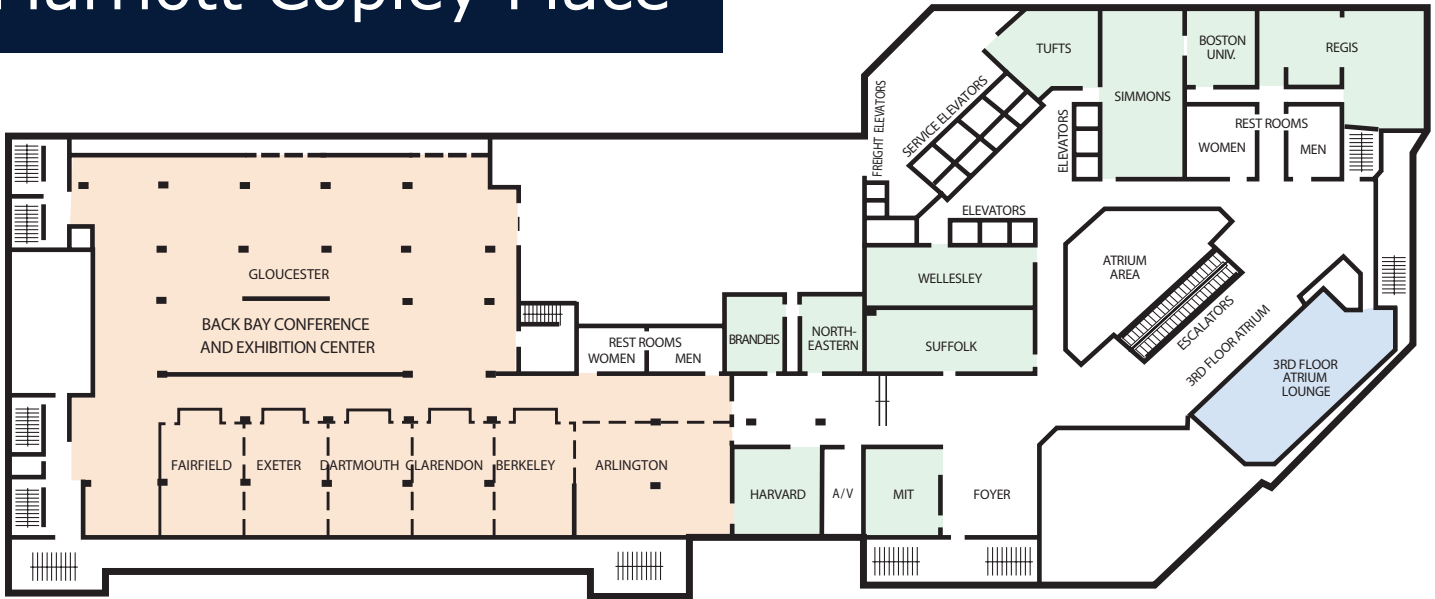 Marriott Copley Place
TUFTS
BOSTON
UNIV.
REGIS
SIMMONS
FREIGHT ELEVATORS
SERVICE ELEVATORS
ELEVATORS
REST ROOMS
WOMEN
MEN
ELEVATORS
ATRIUM
AREA
ESCALATORS
3RD FLOOR ATRIUM
3RD FLOOR
ATRIUM
LOUNGE
WELLESLEY
SUFFOLK
BRANDEIS
NORTH-
EASTERN
REST ROOMS
WOMEN
MEN
GLOUCESTER
BACK BAY CONFERENCE
AND EXHIBITION CENTER
FAIRFIELD
EXETER
DARTMOUTH
CLARENDON
BERKELEY
ARLINGTON
HARVARD
A/V
MIT
FOYER